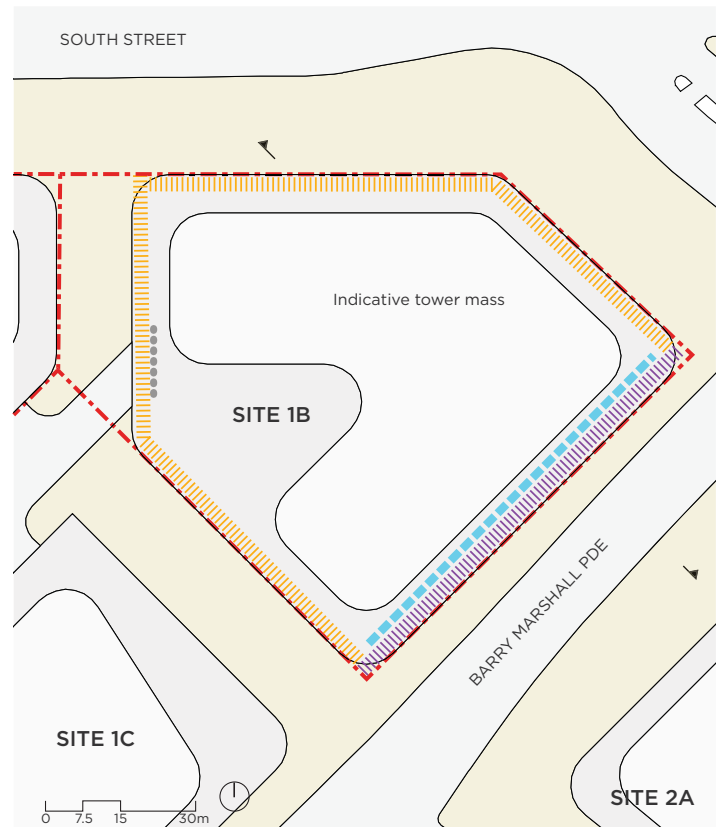 SOUTH STREET
Indicative tower mass
SITE 1B
BARRY MARSHALL PDE
SITE 1C
SITE 2A
0 7.5 15 30m